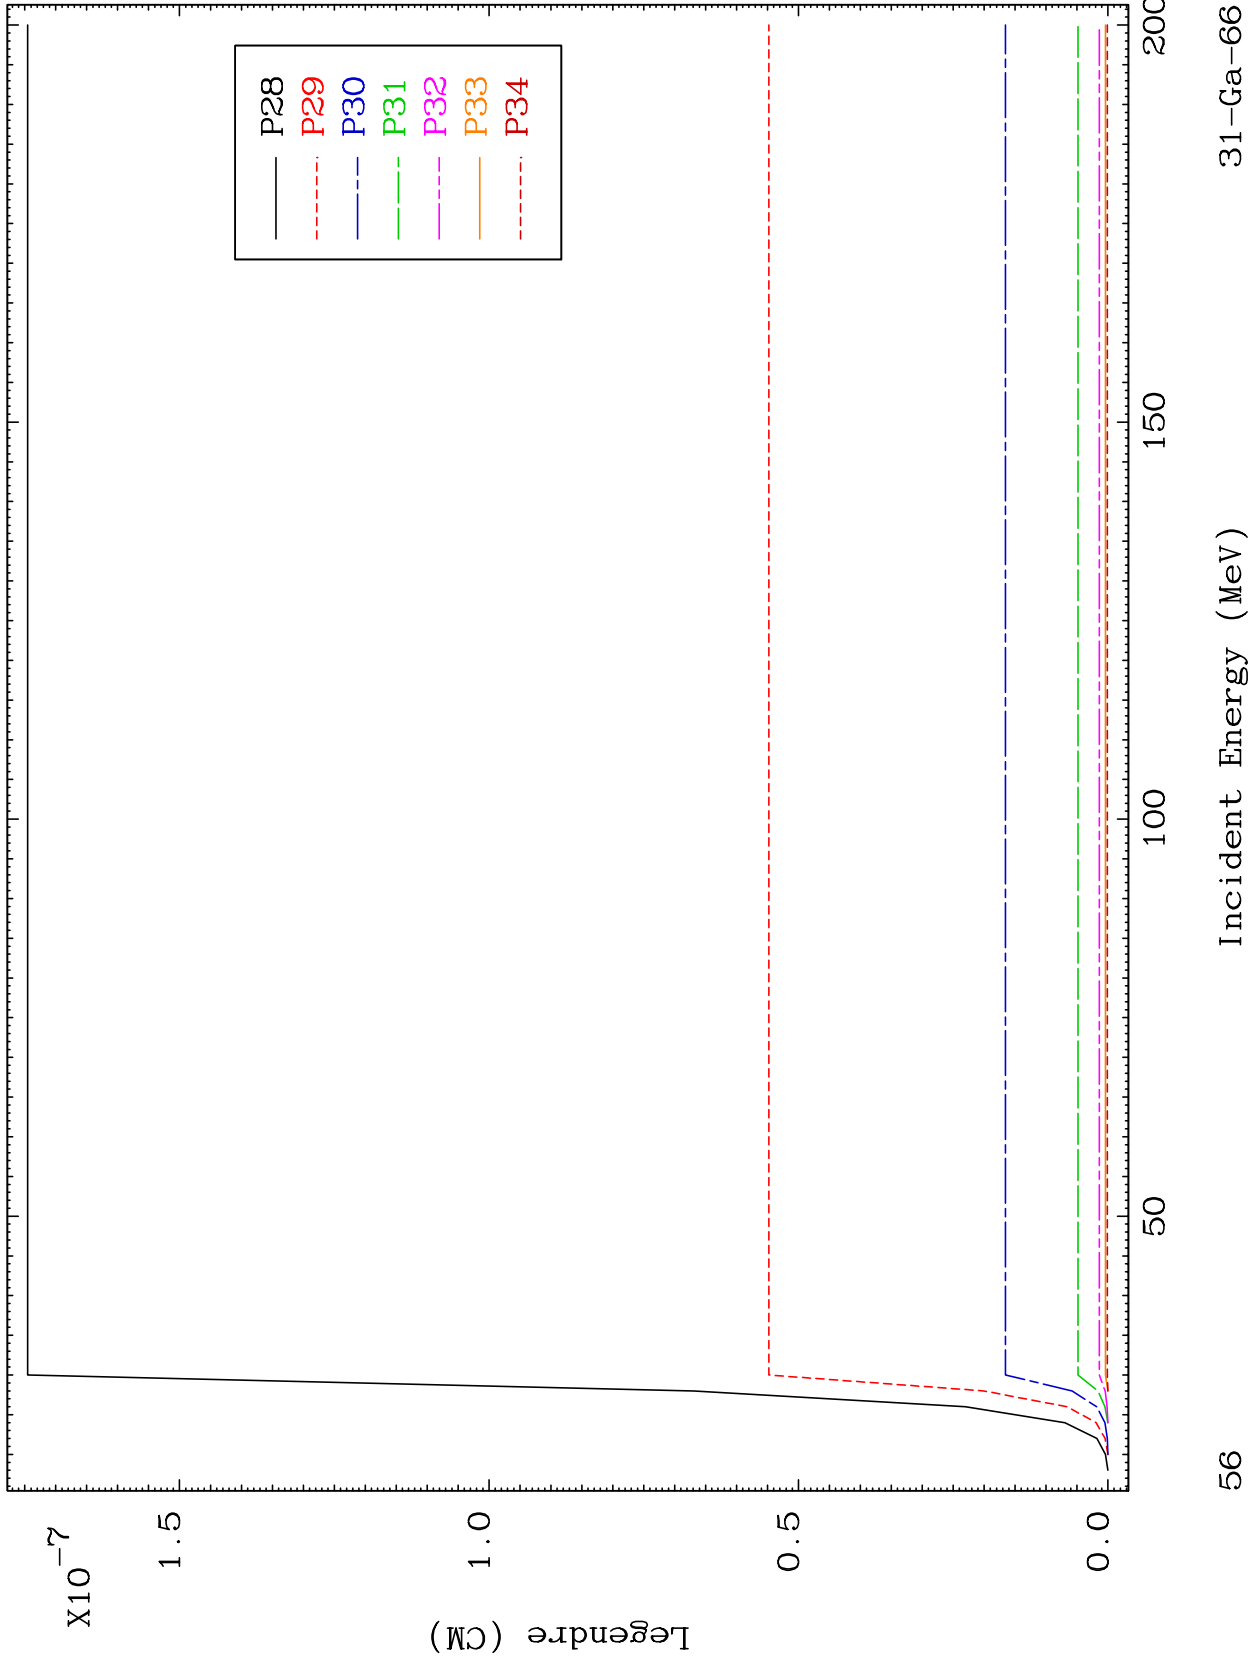 X10-7
1.5
1.0
0.5
0.0
Legendre (CM)
P28
P29
P30
P31
P32
P33
P34
50
100
150
200
Incident Energy (MeV)
56
31-Ga-66